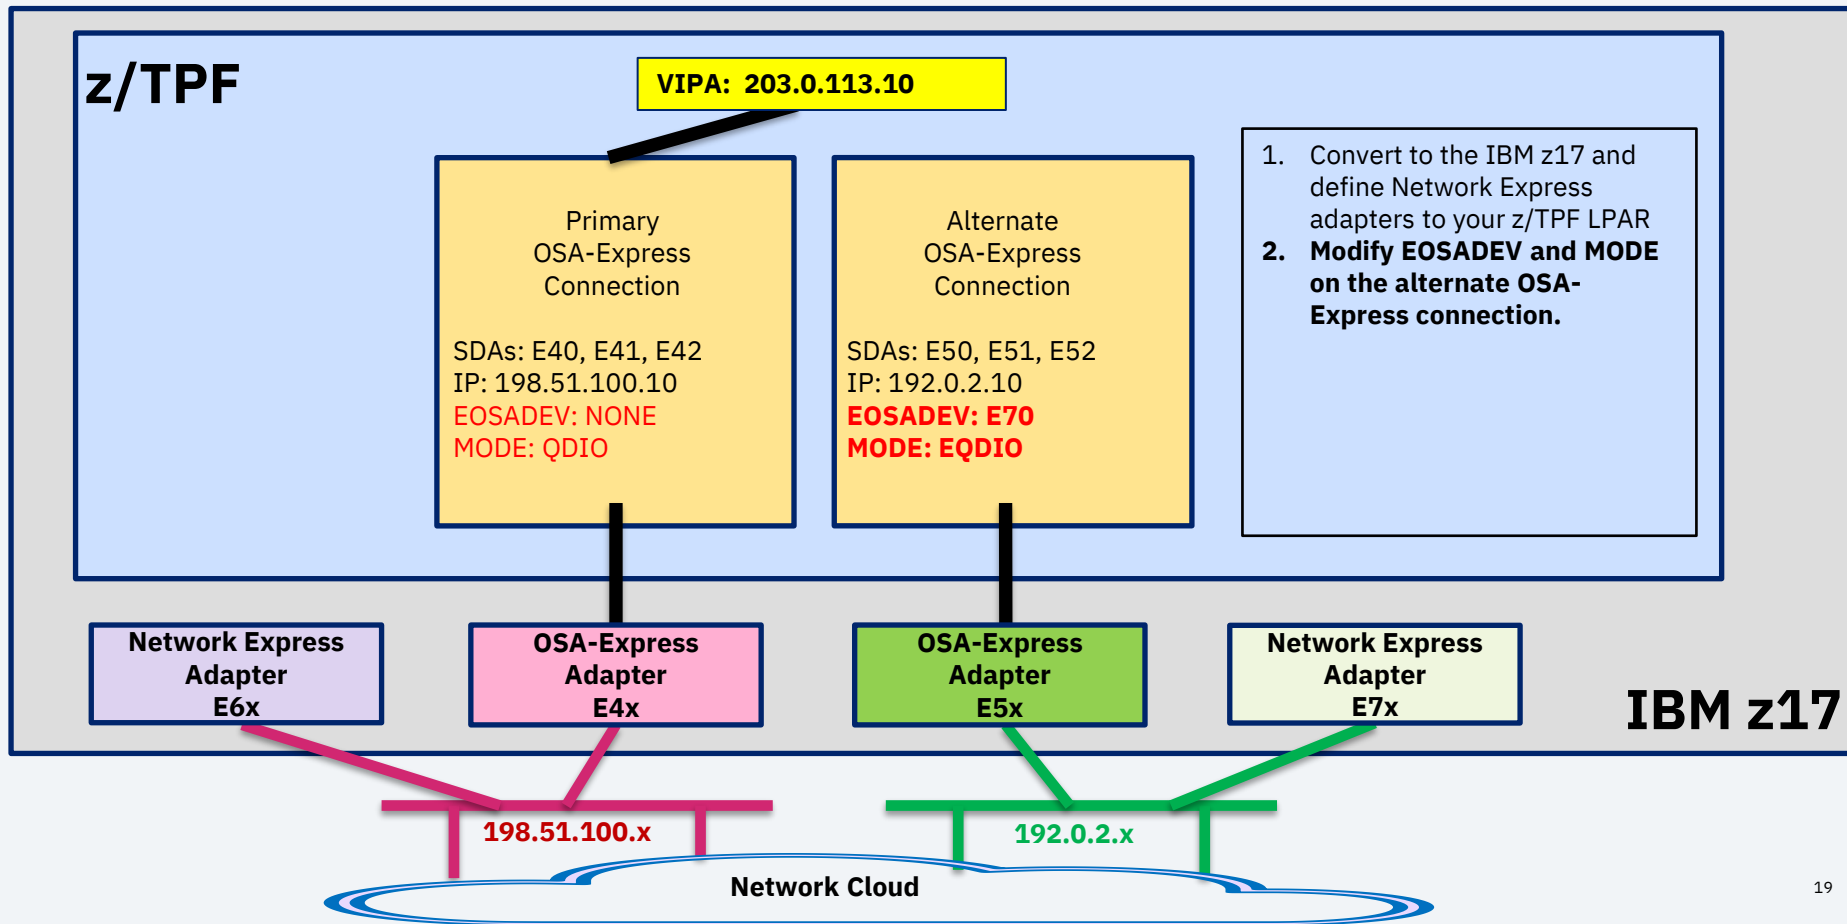 z/TPF
VIPA: 203.0.113.10
Primary
OSA-Express
Connection
SDAs: E40, E41, E42
IP: 198.51.100.10
EOSADEV: NONE
MODE: QDIO
Alternate
OSA-Express
Connection
SDAs: E50, E51, E52
IP: 192.0.2.10
EOSADEV: E70
MODE: EQDIO
1. Convert to the IBM z17 and
define Network Express
adapters to your z/TPF LPAR
2. Modify EOSADEV and MODE
on the alternate OSA-
Express connection.
Network Express
Adapter
E6x
OSA-Express
Adapter
E4x
OSA-Express
Adapter
E5x
Network Express
Adapter
E7x
IBM z17
198.51.100.x
192.0.2.x
Network Cloud
19